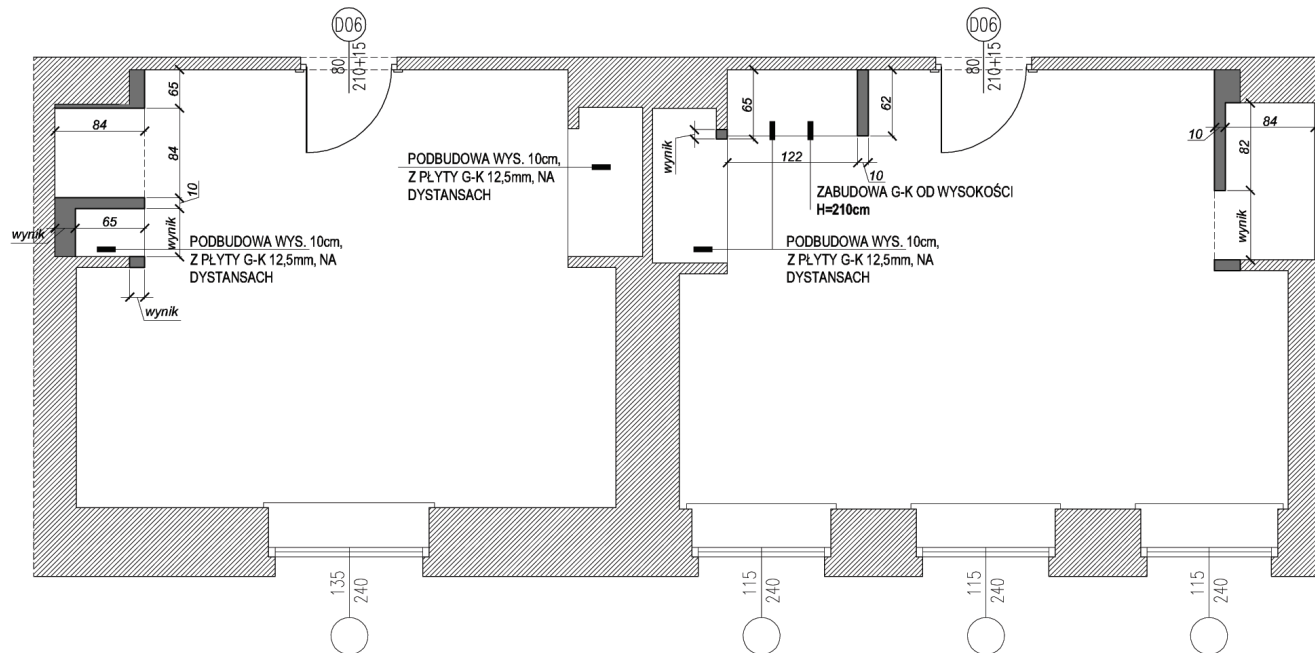 D06
80
210+15
D06
80
210+15
65
84
84
10
65
wynik
wynik
wynik
PODBUDOWA WYS. 10cm,
Z PŁYTY G-K 12,5mm, NA
DYSTANSACH
PODBUDOWA WYS. 10cm,
Z PŁYTY G-K 12,5mm, NA
DYSTANSACH
65
62
wynik
122
10
ZABUDOWA G-K OD WYSOKOŚCI
H=210cm
PODBUDOWA WYS. 10cm,
Z PŁYTY G-K 12,5mm, NA
DYSTANSACH
10
84
82
wynik
135
240
115
240
115
240
115
240